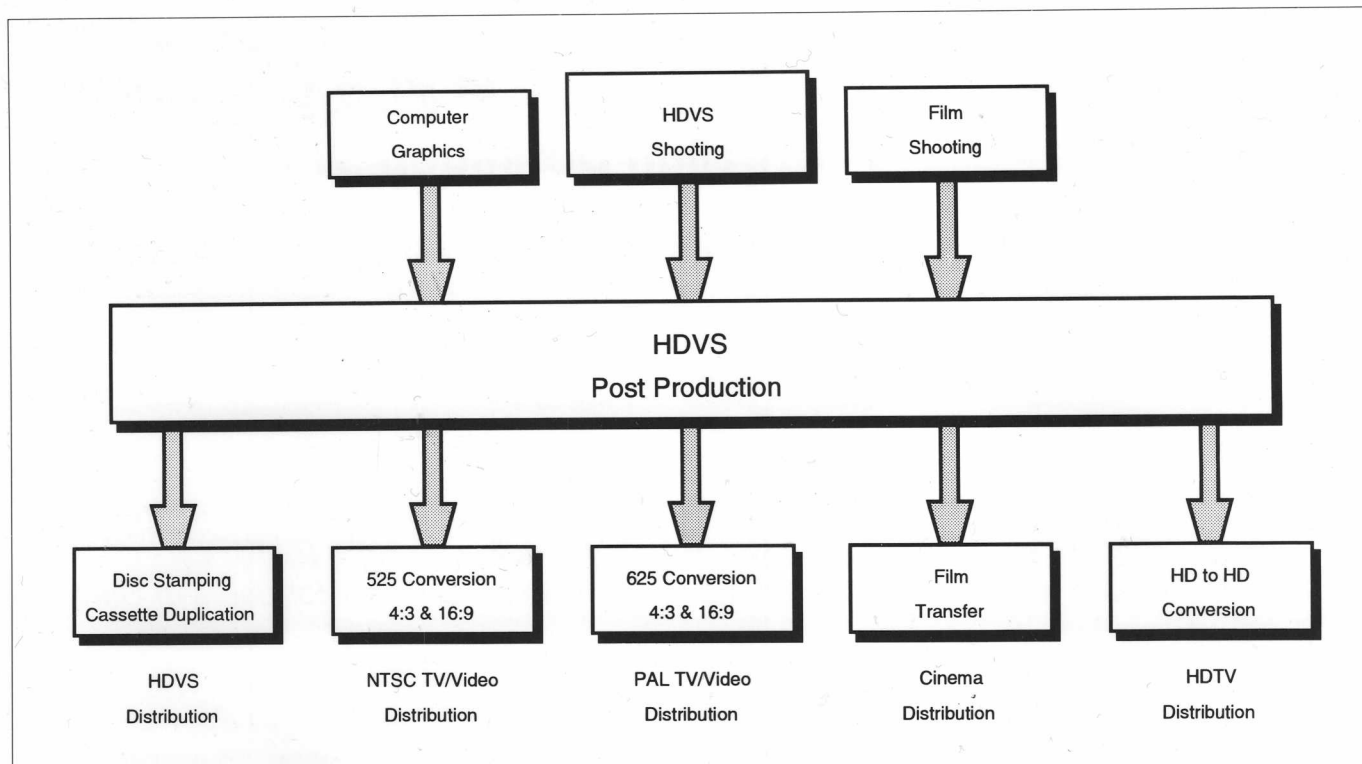 Computer
Graphics
HDVS
Shooting
Film
Shooting
HDVS
Post Production
Disc Stamping
Cassette Duplication
HDVS
Distribution
525 Conversion
4:3 & 16:9
NTSC TV/Video
Distribution
625 Conversion
4:3 & 16:9
PAL TV/Video
Distribution
Film
Transfer
Cinema
Distribution
HD to HD
Conversion
HDTV
Distribution